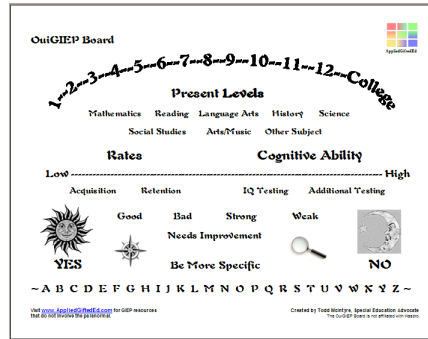 AppliedGiftedEd
OuiGIEP Board
1--2--3--4--5--6--7--8--9--10--11--12--College
Present Levels
Mathematics Reading Language Arts History Science
Social Studies Arts/Music Other Subject
Rates Cognitive Ability
Low ------------------------------------------------------------ High
Acquisition Retention IQ Testing Additional Testing
Good Bad Strong Weak
Needs Improvement
YES Be More Specific NO
~A B C D E F G H I J K L M N O P Q R S T U V W X Y Z~
Visit www.AppliedGiftedEd.com for GIEP resources
that do not involve the paranormal.
Created by Todd McIntyre, Special Education Advocate
The OuiGIEP Board is not affiliated with Hasbro